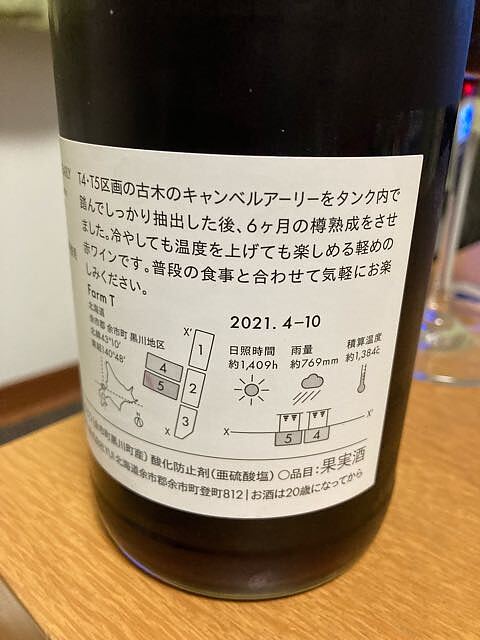 T4・T5区画の古木のキャンベルアーリーをタンク内で
踏んでしっかり抽出した後、6ヶ月の樽熟成をさせ
ました。冷やしても温度を上げても楽しめる軽めの
赤ワインです。普段の食事と合わせて気軽にお楽
しみください。
Farm T
北海道
余市郡 余市町 黒川地区
北緯43°10'
東経140°48'
X'
1
4
5
2
3
X
N
2021. 4–10
日照時間
約1,409h
雨量
約769mm
積算温度
約1,384℃
X
X'
5
4
余市町黒川町産) 酸化防止剤(亜硫酸塩) ○品目:果実酒
北海道余市郡余市町登町812 | お酒は20歳になってから